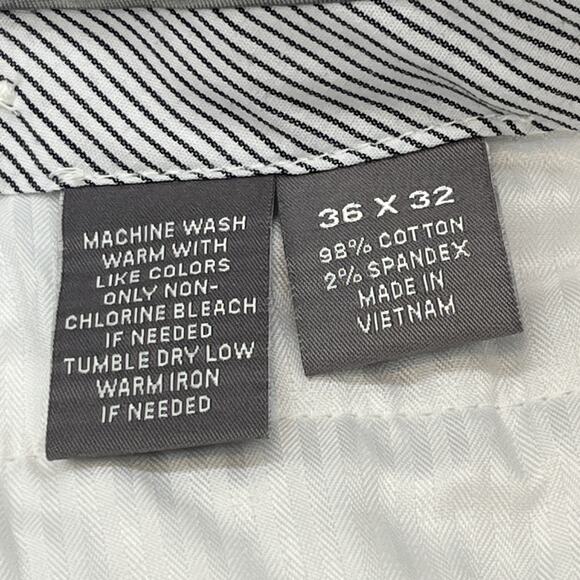 MACHINE WASH
WARM WITH
LIKE COLORS
ONLY NON-
CHLORINE BLEACH
IF NEEDED
TUMBLE DRY LOW
WARM IRON
IF NEEDED
36 X 32
98% COTTON
2% SPANDEX
MADE IN
VIETNAM